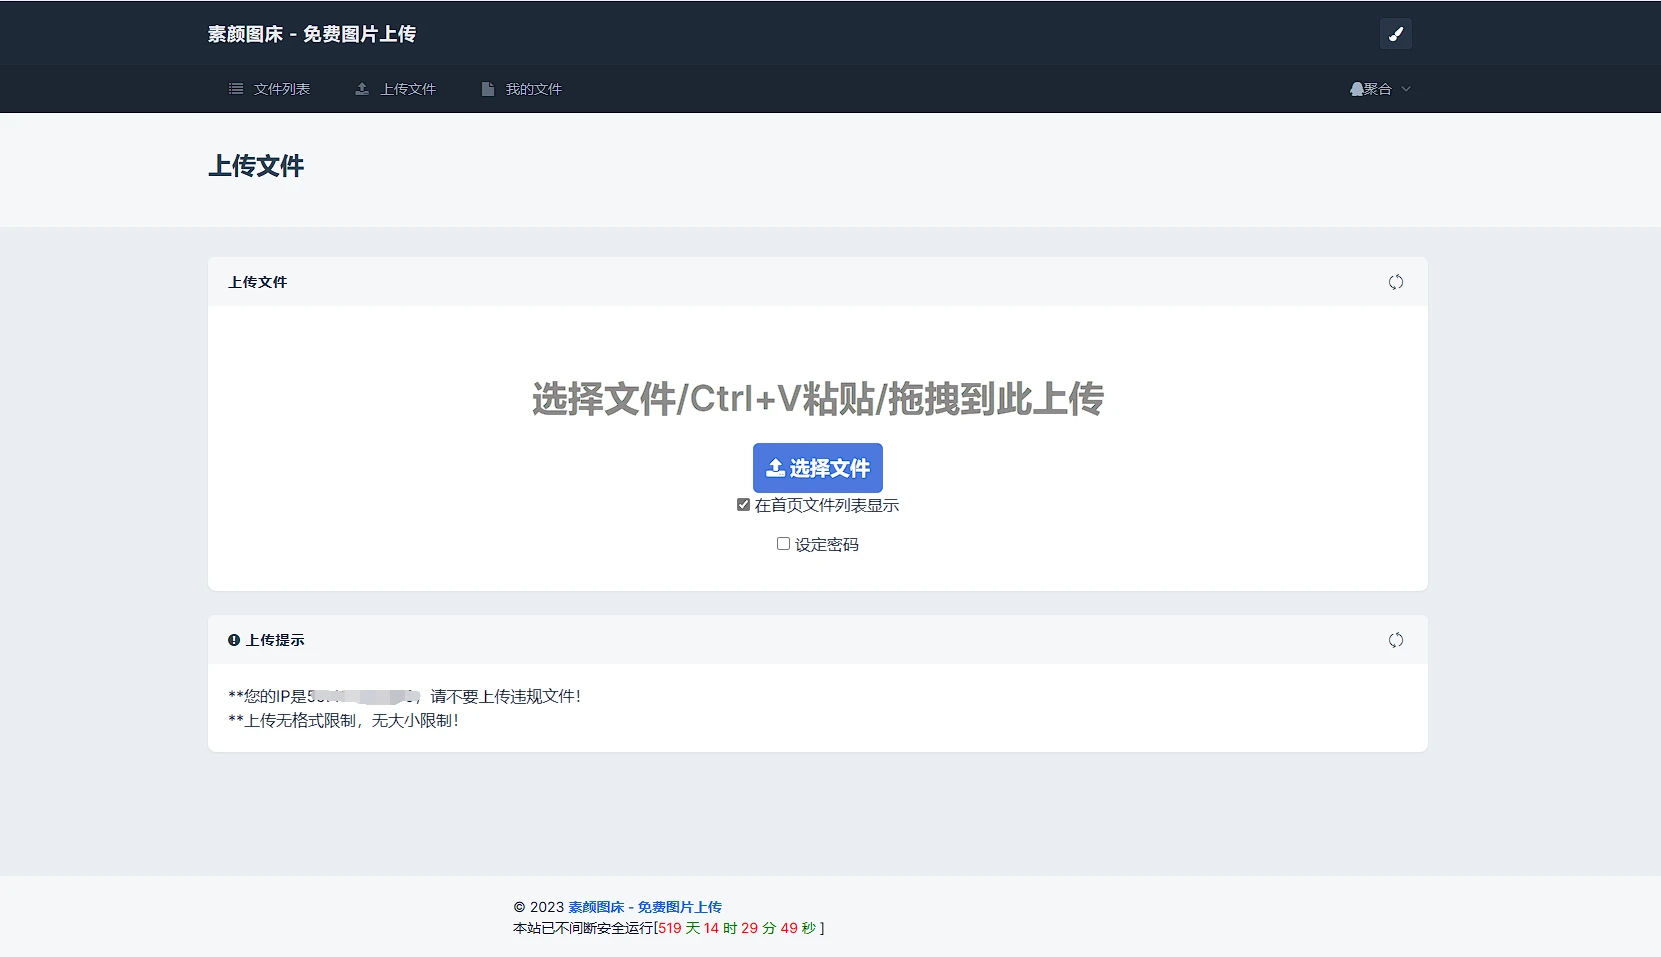 素颜图床 - 免费图片上传
文件列表 上传文件 我的文件 聚合
上传文件
上传文件
选择文件/Ctrl+V粘贴/拖拽到此上传
选择文件
在首页文件列表显示
设定密码
上传提示
**您的IP是 ，请不要上传违规文件！
**上传无格式限制，无大小限制！
© 2023 素颜图床 - 免费图片上传
本站已不间断安全运行[519 天 14 时 29 分 49 秒 ]